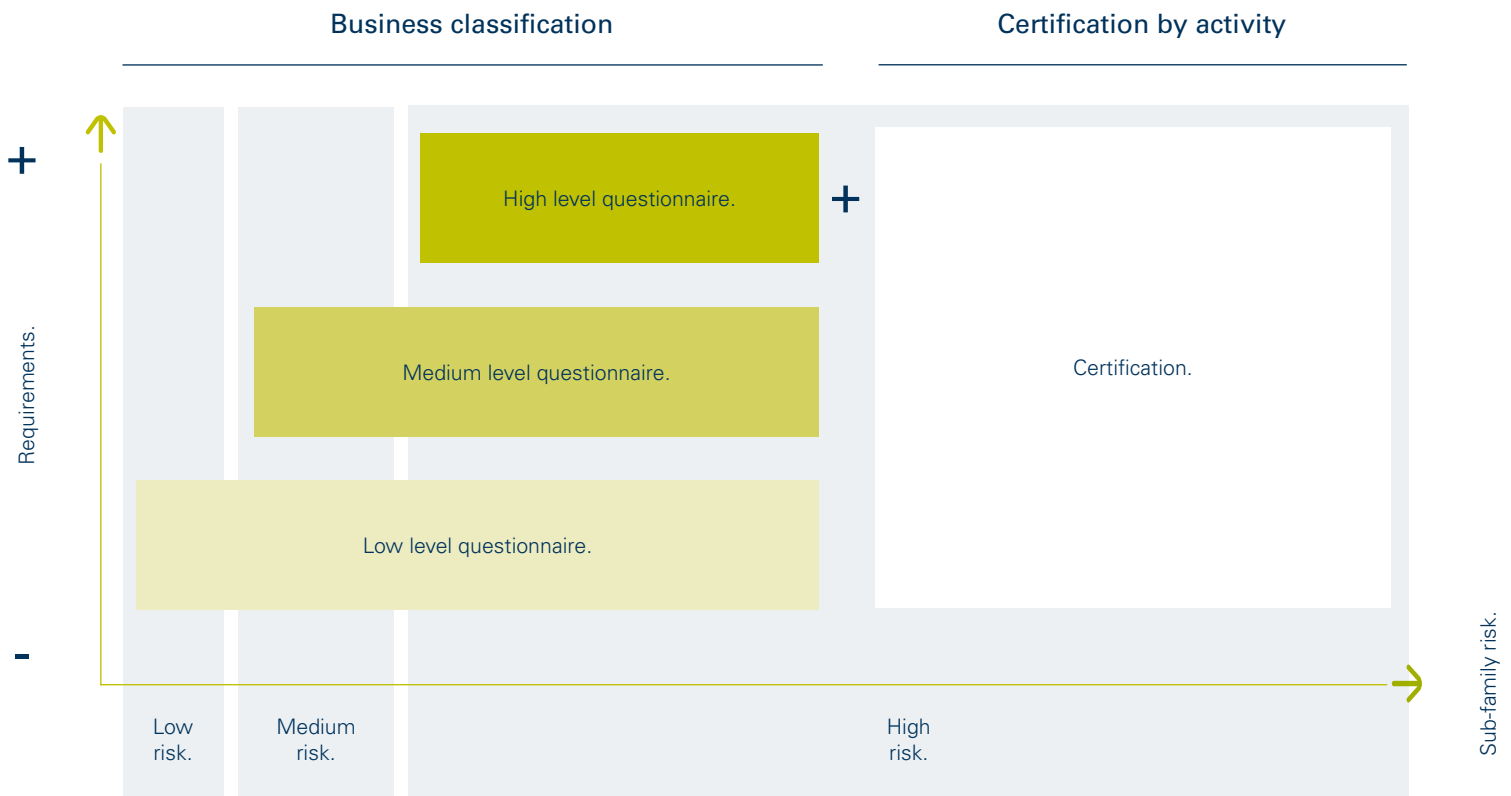 Business classification
Certification by activity
+
High level questionnaire.
+
Requirements.
Medium level questionnaire.
Certification.
Low level questionnaire.
-
Sub-family risk.
Low
risk.
Medium
risk.
High
risk.